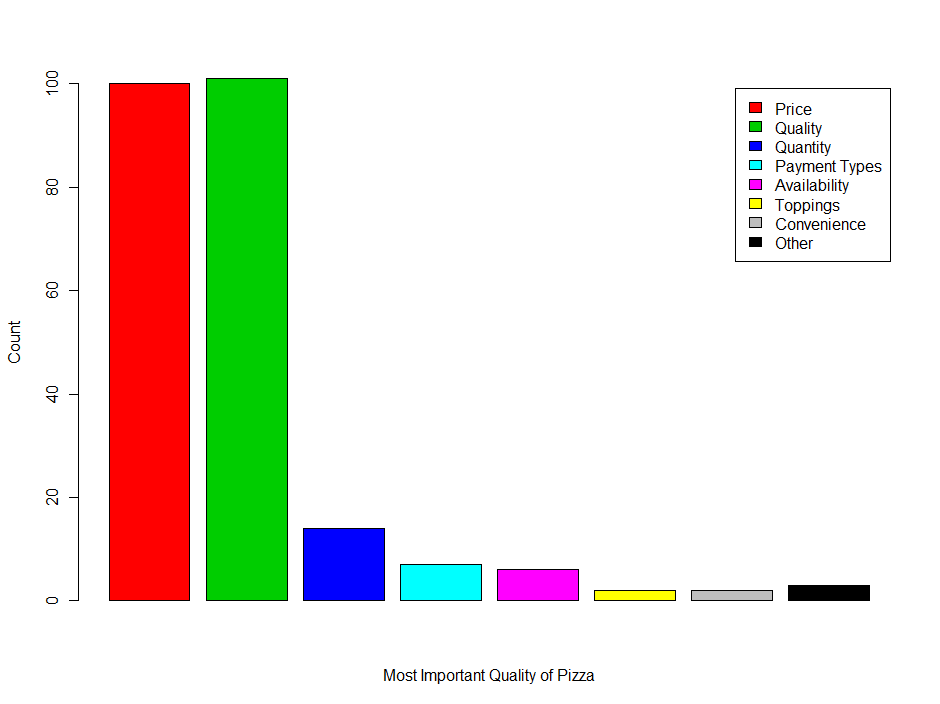 100
80
60
40
20
0
Count
Price
Quality
Quantity
Payment Types
Availability
Toppings
Convenience
Other
Most Important Quality of Pizza